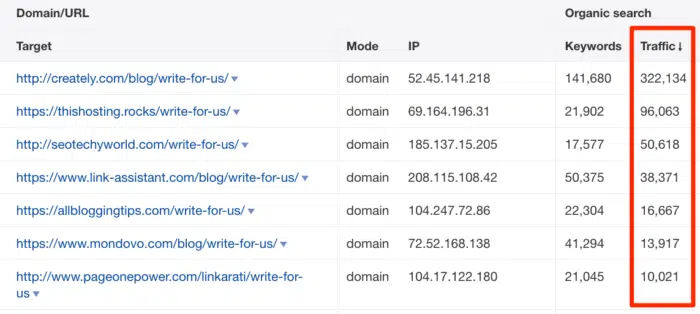 Domain/URL Organic search
Target Mode IP Keywords Traffic↓
http://creately.com/blog/write-for-us/ ▼ domain 52.45.141.218 141,680 322,134
https://thishosting.rocks/write-for-us/ ▼ domain 69.164.196.31 21,902 96,063
http://seotechyworld.com/write-for-us/ ▼ domain 185.137.15.205 17,577 50,618
https://www.link-assistant.com/blog/write-for-us/ ▼ domain 208.115.108.42 50,375 38,371
https://allbloggingtips.com/write-for-us/ ▼ domain 104.247.72.86 22,304 16,667
https://www.mondovo.com/blog/write-for-us/ ▼ domain 72.52.168.138 41,294 13,917
http://www.pageonepower.com/linkarati/write-for- domain 104.17.122.180 21,045 10,021
us ▼